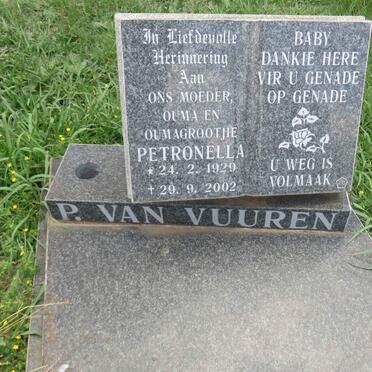 In Liefdevolle
Herinnering
Aan
ONS MOEDER,
OUMA EN
OUMAGROOTJIE
PETRONELLA
* 24. 2. 1929
† 29. 9. 2002
BABY
DANKIE HERE
VIR U GENADE
OP GENADE
U WEG IS
VOLMAAK
P. VAN VUUREN